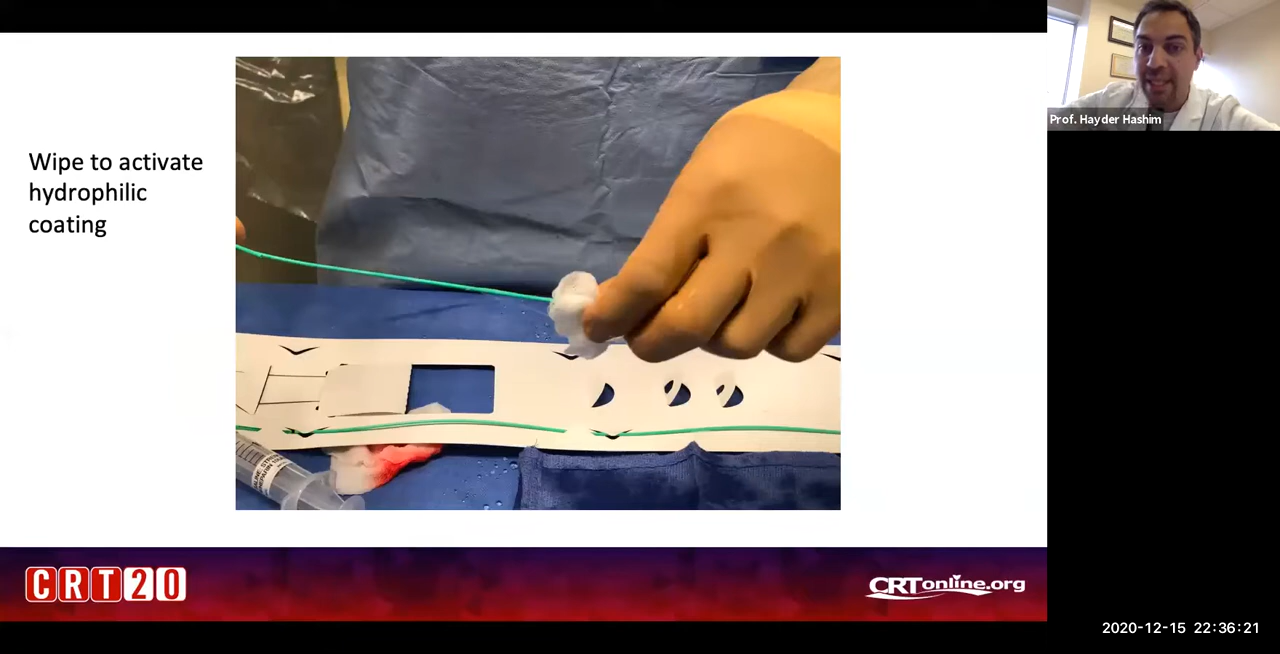 Prof. Hayder Hashim
Wipe to activate
hydrophilic
coating
CRT20
CRTonline.org
2020-12-15 22:36:21